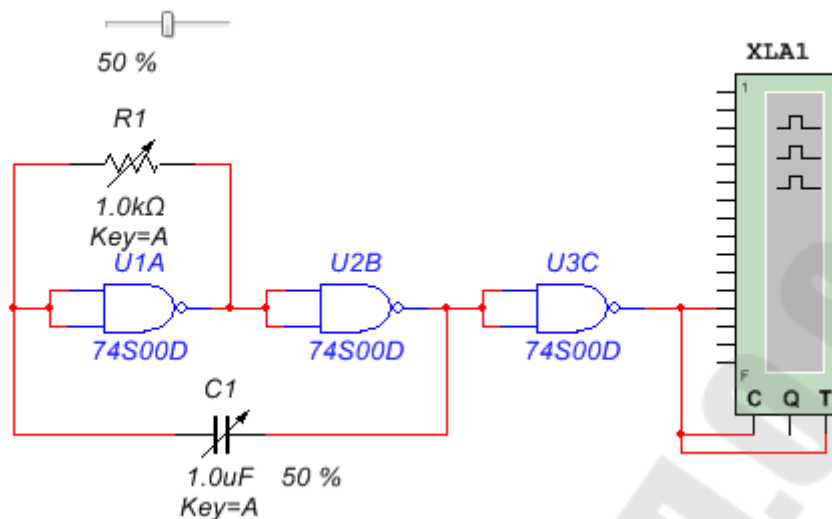 50 %
XLA1
1
R1
1.0kΩ
Key=A
U1A
U2B
U3C
74S00D
74S00D
74S00D
F
C Q T
C1
1.0uF 50 %
Key=A